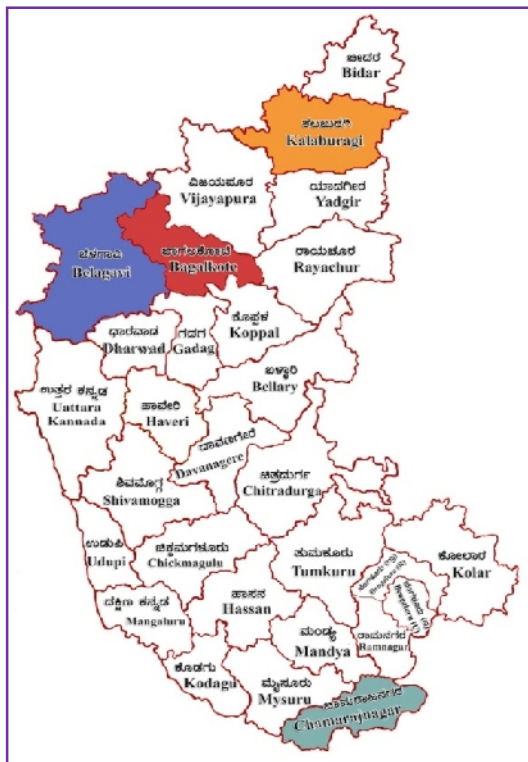 ಬೀದರ
Bidar
ಕಲಬುರಗಿ
Kalaburagi
ವಿಜಯಪೂರ
Vijayapura
ಯಾದಗೀರ
Yadgir
ಬೆಳಗಾವಿ
Belagavi
ಬಾಗಲಕೋಟೆ
Bagalkote
ರಾಯಚೂರ
Rayachur
ಧಾರವಾಡ
Dharwad
ಗದಗ
Gadag
ಕೊಪ್ಪಳ
Koppal
ಬಳ್ಳಾರಿ
Bellary
ಉತ್ತರ ಕನ್ನಡ
Uattara
Kannada
ಹಾವೇರಿ
Haveri
ದಾವಣಗೇರೆ
Davanagere
ಚಿತ್ರದುರ್ಗ
Chitradurga
ಶಿವಮೊಗ್ಗ
Shivamogga
ಉಡುಪಿ
Udupi
ಚಿಕ್ಕಮಗಳೂರು
Chickmagulu
ತುಮಕೂರು
Tumkuru
ಕೋಲಾರ
Kolar
ಹಾಸನ
Hassan
ದಕ್ಷಿಣ ಕನ್ನಡ
Mangaluru
ಮಂಡ್ಯ
Mandya
ರಾಮನಗರ
Ramnagar
ಕೊಡಗು
Kodagu
ಮೈಸೂರು
Mysuru
ಚಾಮರಾಜನಗರ
Chamarajnagar